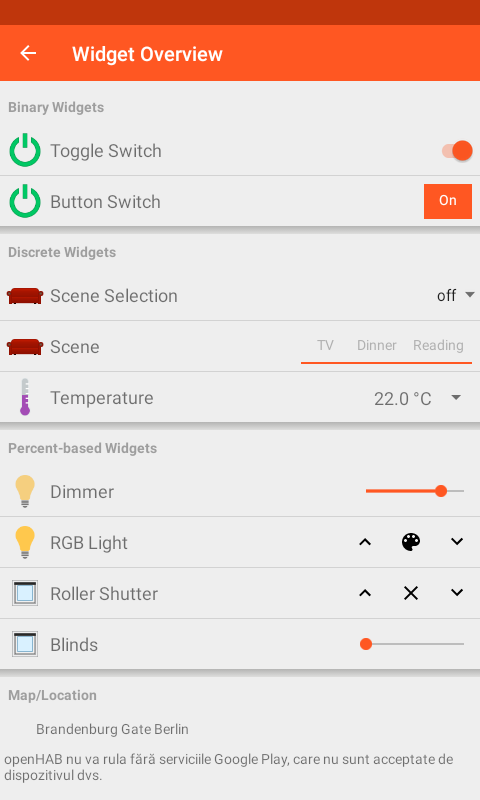 Widget Overview
Binary Widgets
Toggle Switch
Button Switch
On
Discrete Widgets
Scene Selection
off
Scene
TV
Dinner
Reading
Temperature
22.0 °C
Percent-based Widgets
Dimmer
RGB Light
Roller Shutter
Blinds
Map/Location
Brandenburg Gate Berlin
openHAB nu va rula fără serviciile Google Play, care nu sunt acceptate de
dispozitivul dvs.